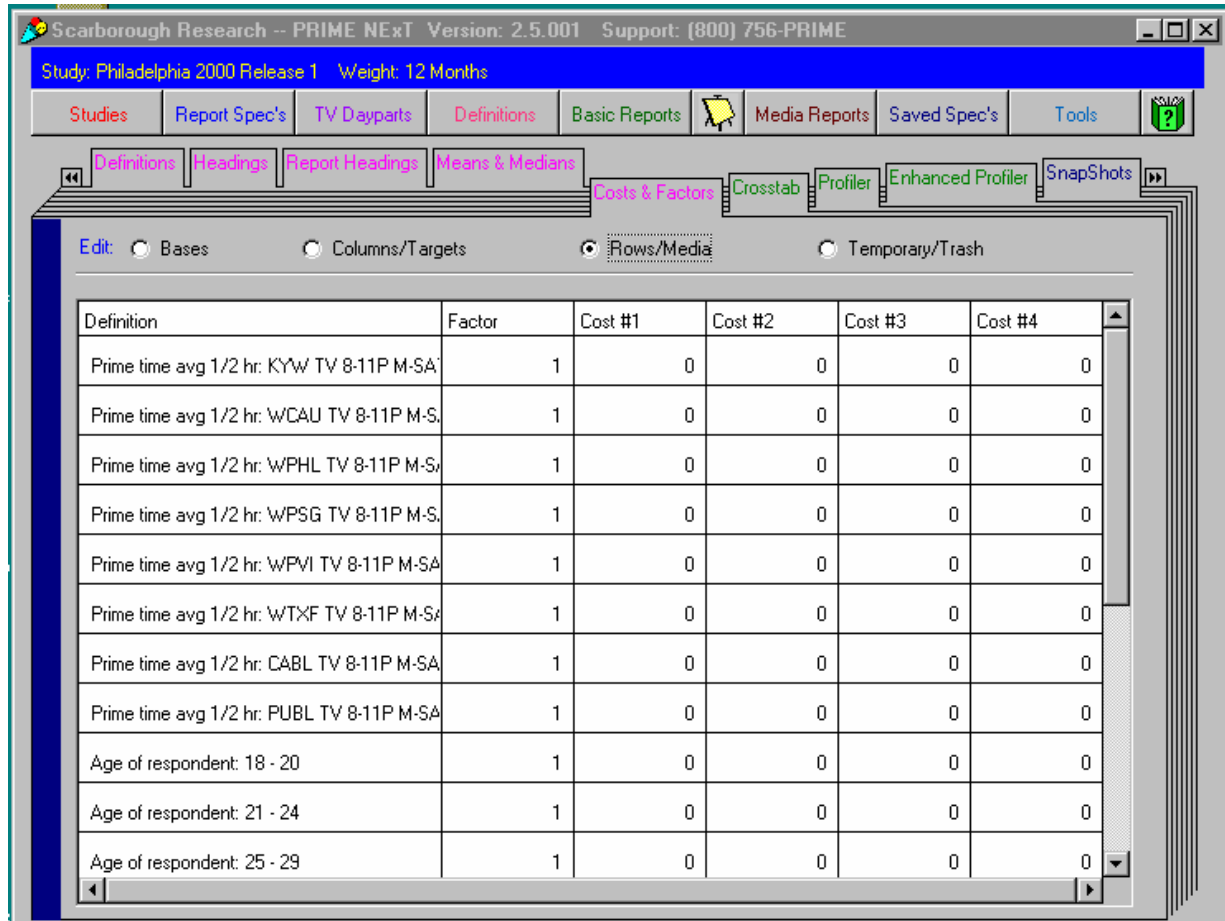 Scarborough Research -- PRIME NExT Version: 2.5.001 Support: (800) 756-PRIME
Study: Philadelphia 2000 Release 1 Weight: 12 Months
Studies Report Spec's TV Dayparts Definitions Basic Reports Media Reports Saved Spec's Tools ?
Definitions Headings Report Headings Means & Medians Costs & Factors Crosstab Profiler Enhanced Profiler SnapShots
Edit: Bases Columns/Targets Rows/Media Temporary/Trash
Definition Factor Cost #1 Cost #2 Cost #3 Cost #4
Prime time avg 1/2 hr: KYW TV 8-11P M-SA 1 0 0 0 0
Prime time avg 1/2 hr: WCAU TV 8-11P M-S 1 0 0 0 0
Prime time avg 1/2 hr: WPHL TV 8-11P M-S 1 0 0 0 0
Prime time avg 1/2 hr: WPSG TV 8-11P M-S 1 0 0 0 0
Prime time avg 1/2 hr: WPVI TV 8-11P M-SA 1 0 0 0 0
Prime time avg 1/2 hr: WTXF TV 8-11P M-S 1 0 0 0 0
Prime time avg 1/2 hr: CABL TV 8-11P M-SA 1 0 0 0 0
Prime time avg 1/2 hr: PUBL TV 8-11P M-SA 1 0 0 0 0
Age of respondent: 18 - 20 1 0 0 0 0
Age of respondent: 21 - 24 1 0 0 0 0
Age of respondent: 25 - 29 1 0 0 0 0